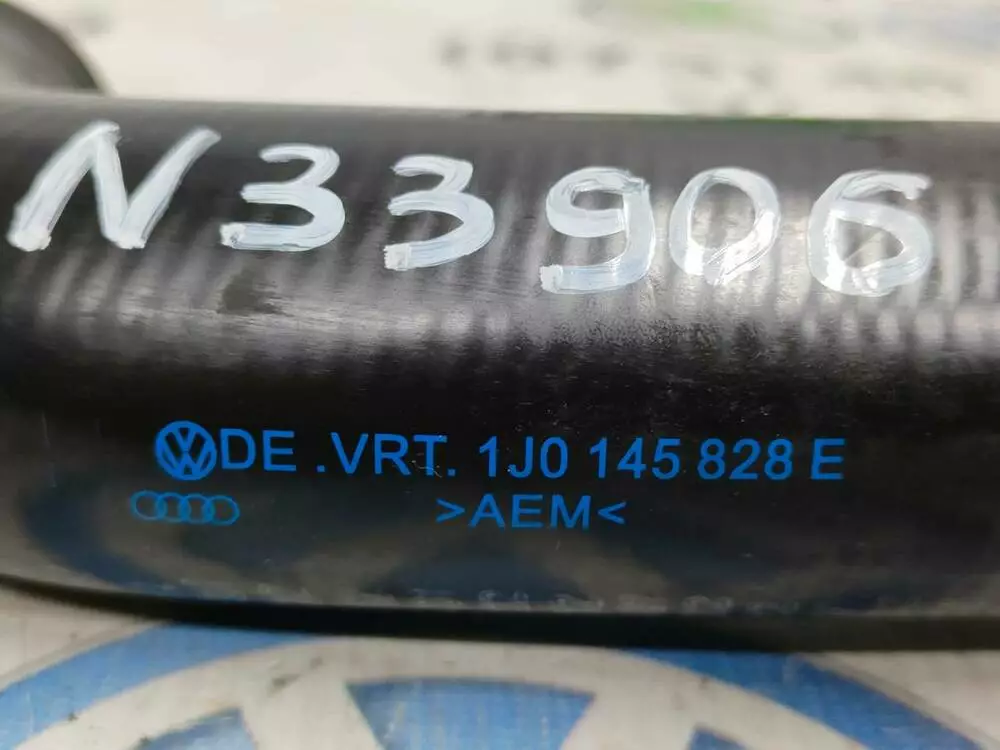 N33906
DE .VRT. 1J0 145 828 E
>AEM<